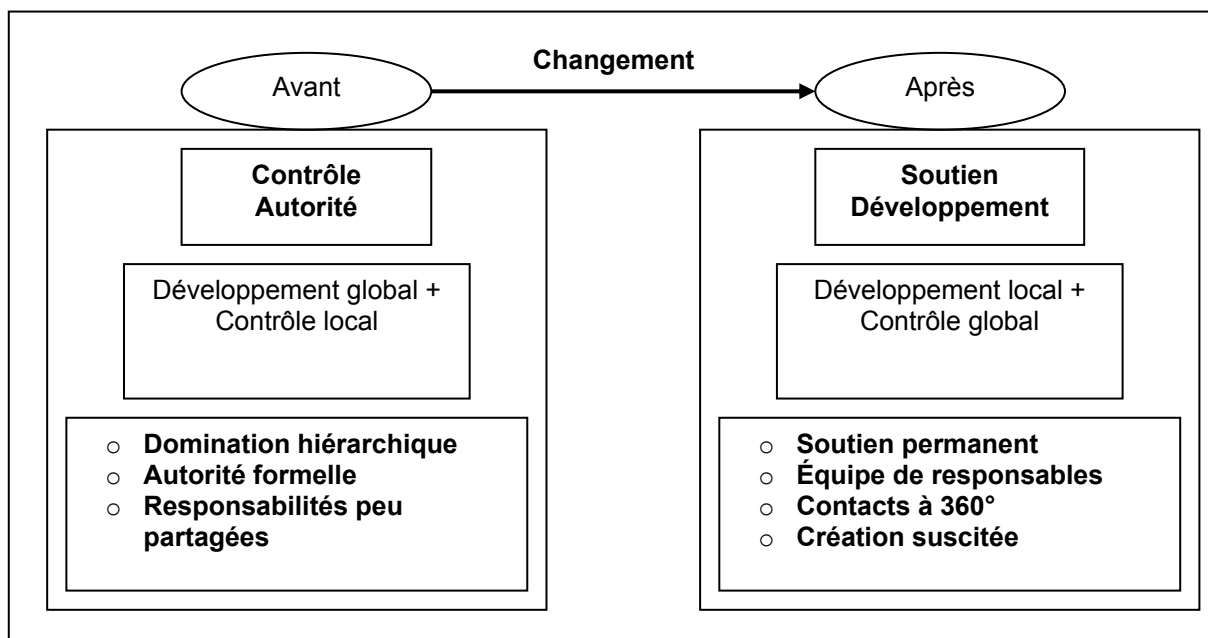 Changement
Avant
Après
Contrôle
Autorité
Développement global +
Contrôle local
o Domination hiérarchique
o Autorité formelle
o Responsabilités peu
partagées
Soutien
Développement
Développement local +
Contrôle global
o Soutien permanent
o Équipe de responsables
o Contacts à 360°
o Création suscitée